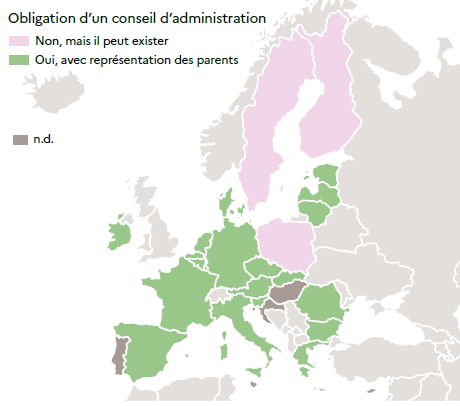 Obligation d'un conseil d'administration
Non, mais il peut exister
Oui, avec représentation des parents
n.d.